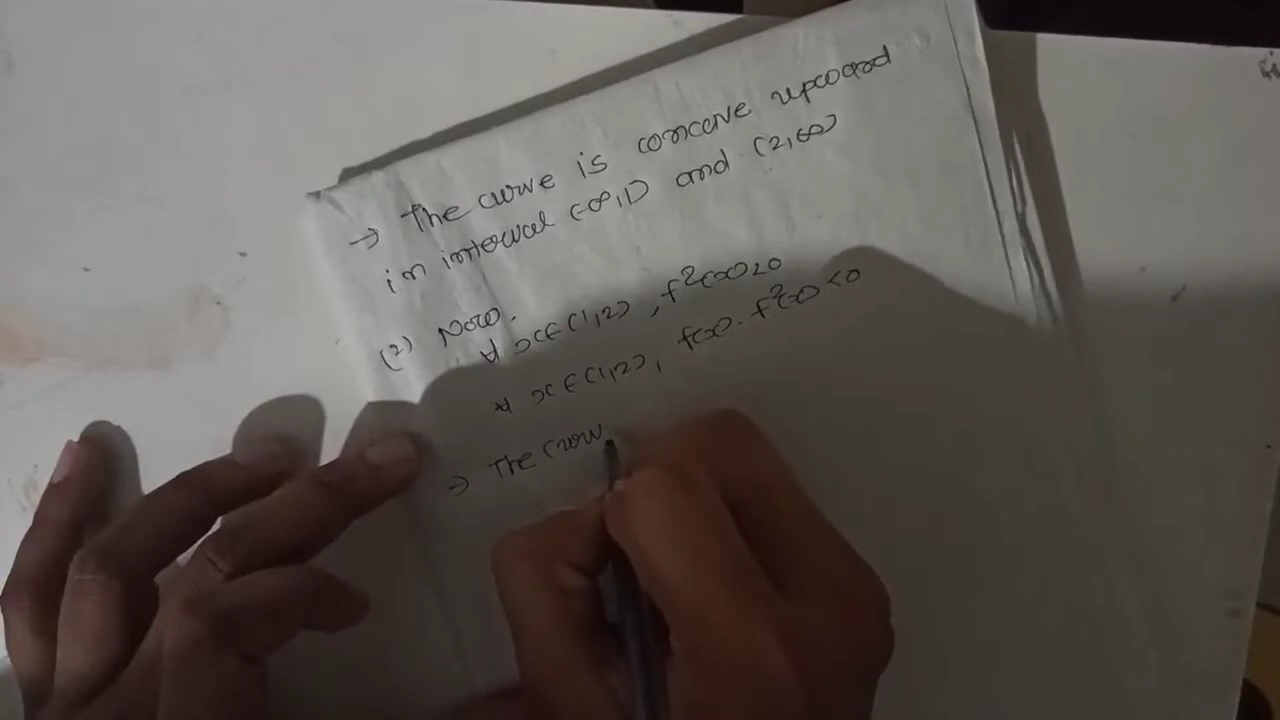 → The curve is concave upward
in interval (-∞,1) and (2,∞)
(2) Now,
∀ x∈(1,2), f²(x)<0
∀ x∈(1,2), f(x). f²(x) <0
→ The curv